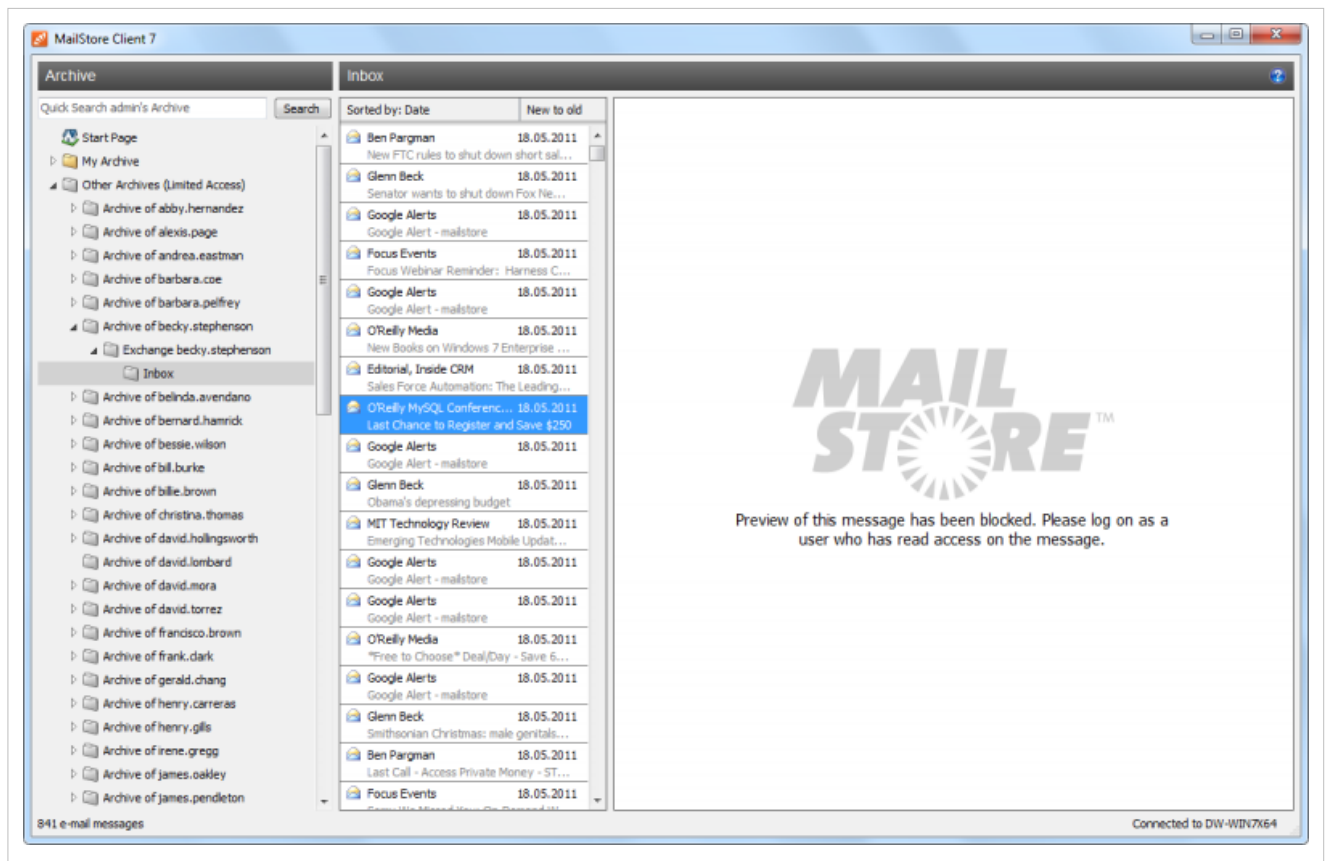 MailStore Client 7
Archive
Quick Search admin's Archive
Search
Start Page
My Archive
Other Archives (Limited Access)
Archive of abby.hernandez
Archive of alexis.page
Archive of andrea.eastman
Archive of barbara.coe
Archive of barbara.pelfrey
Archive of becky.stephenson
Exchange becky.stephenson
Inbox
Archive of belinda.avendano
Archive of bernard.hamrick
Archive of bessie.wilson
Archive of bill.burke
Archive of billie.brown
Archive of christina.thomas
Archive of david.hollingsworth
Archive of david.lombard
Archive of david.mora
Archive of david.torrez
Archive of francisco.brown
Archive of frank.clark
Archive of gerald.chang
Archive of henry.carreras
Archive of henry.gills
Archive of irene.gregg
Archive of james.oakley
Archive of james.pendleton
841 e-mail messages
Inbox
Sorted by: Date New to old
Ben Pargman 18.05.2011
New FTC rules to shut down short sal...
Glenn Beck 18.05.2011
Senator wants to shut down Fox Ne...
Google Alerts 18.05.2011
Google Alert - mailstore
Focus Events 18.05.2011
Focus Webinar Reminder: Harness C...
Google Alerts 18.05.2011
Google Alert - mailstore
O'Reilly Media 18.05.2011
New Books on Windows 7 Enterprise ...
Editorial, Inside CRM 18.05.2011
Sales Force Automation: The Leading...
O'Reilly MySQL Conferenc... 18.05.2011
Last Chance to Register and Save $250
Google Alerts 18.05.2011
Google Alert - mailstore
Glenn Beck 18.05.2011
Obama's depressing budget
MIT Technology Review 18.05.2011
Emerging Technologies Mobile Updat...
Google Alerts 18.05.2011
Google Alert - mailstore
Google Alerts 18.05.2011
Google Alert - mailstore
O'Reilly Media 18.05.2011
*Free to Choose* Deal/Day - Save 6...
Google Alerts 18.05.2011
Google Alert - mailstore
Glenn Beck 18.05.2011
Smithsonian Christmas: male genitals...
Ben Pargman 18.05.2011
Last Call - Access Private Money - ST...
Focus Events 18.05.2011
MAIL
STORE™
Preview of this message has been blocked. Please log on as a
user who has read access on the message.
Connected to DW-WIN7X64